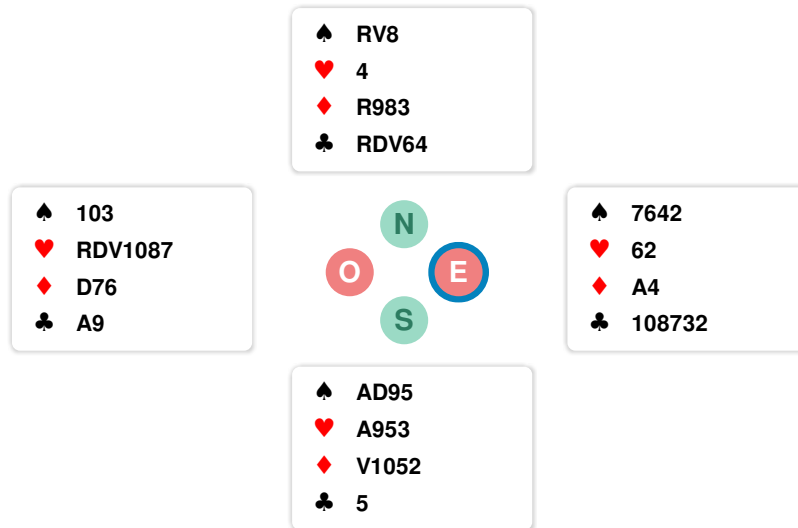 ♠ RV8
♥ 4
♦ R983
♣ RDV64
♠ 103
♥ RDV1087
♦ D76
♣ A9
N
O E
S
♠ 7642
♥ 62
♦ A4
♣ 108732
♠ AD95
♥ A953
♦ V1052
♣ 5